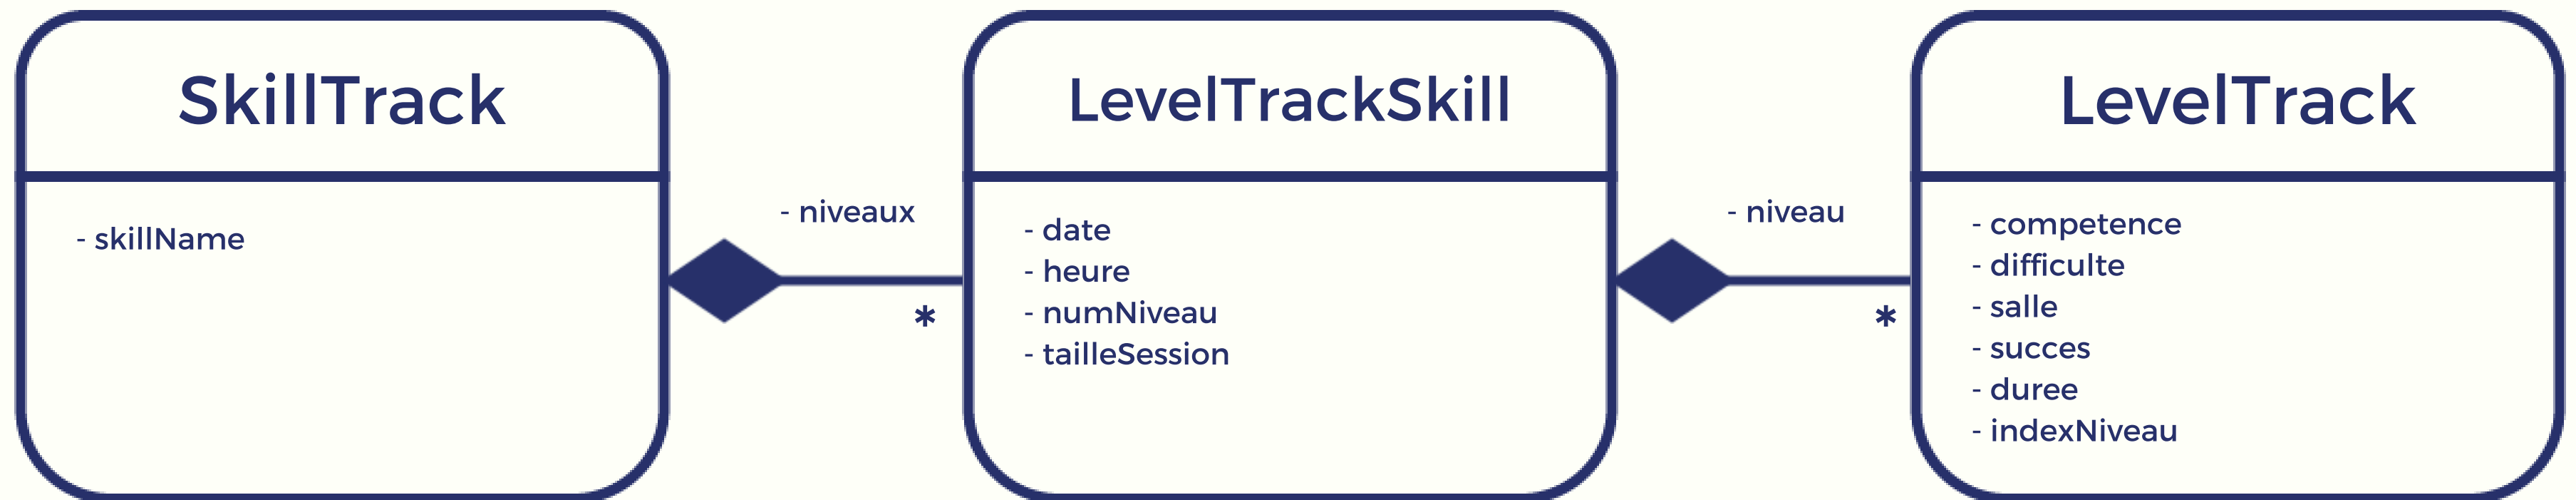 SkillTrack
- skillName
- niveaux
*
LevelTrackSkill
- date
- heure
- numNiveau
- tailleSession
- niveau
*
LevelTrack
- competence
- difficulte
- salle
- succes
- duree
- indexNiveau